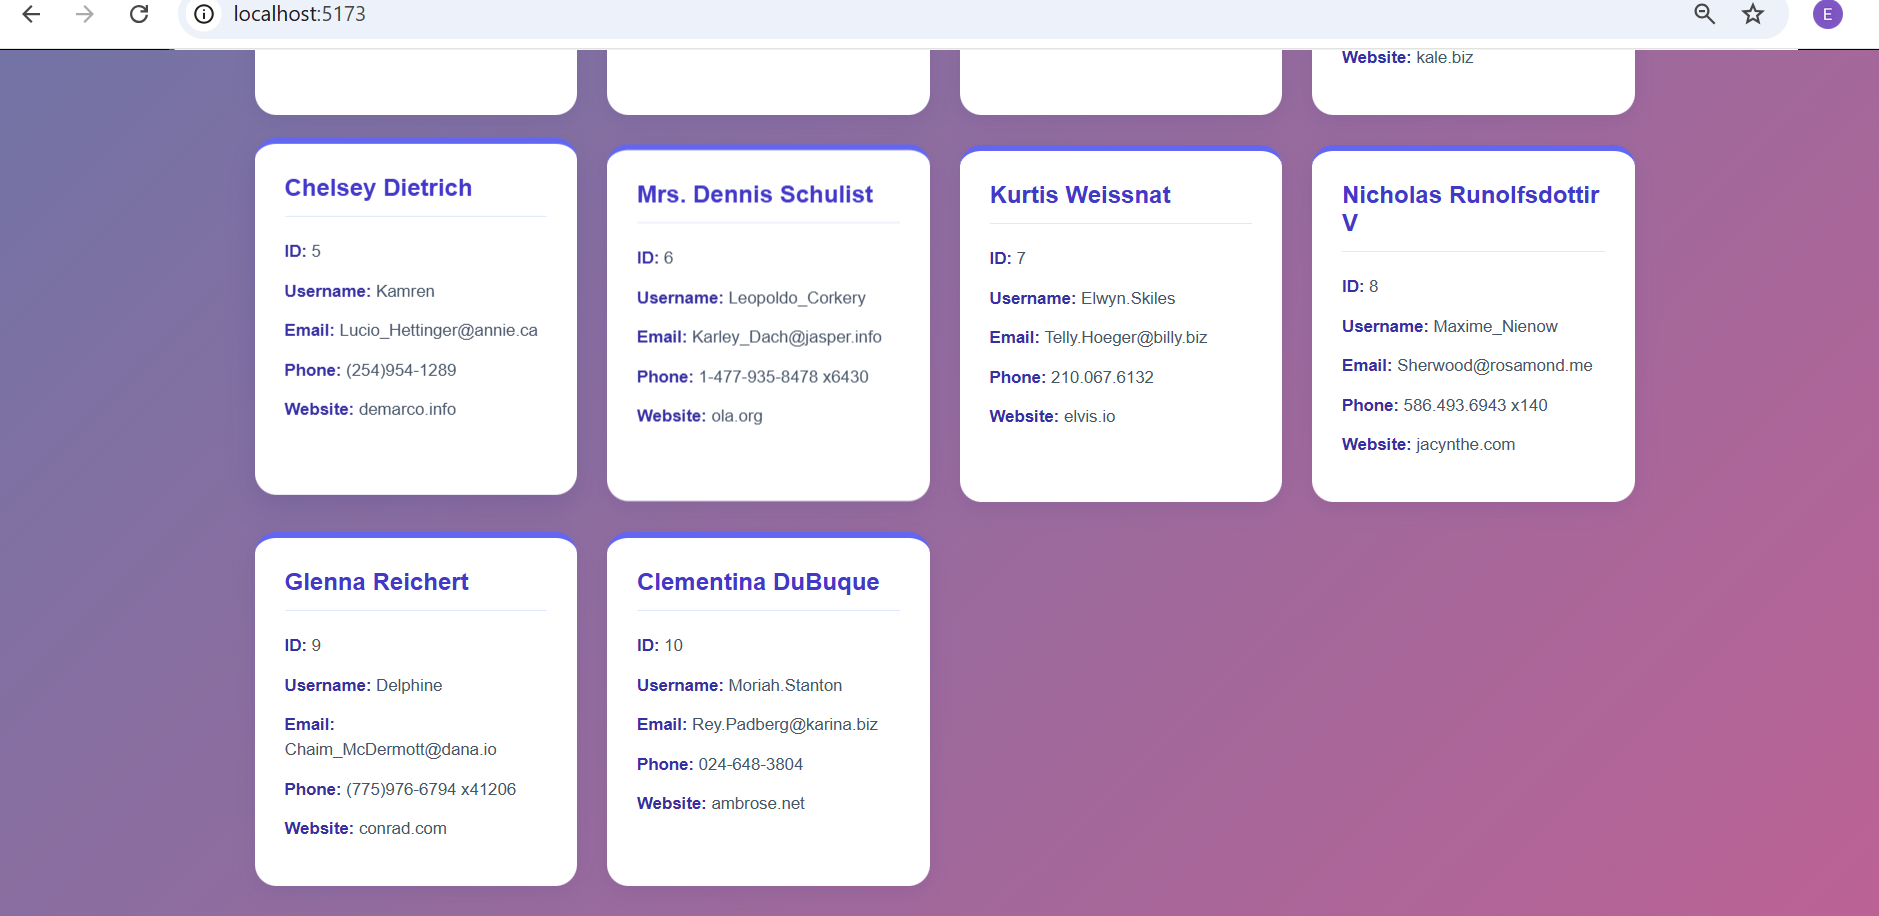 localhost:5173
E
Website: kale.biz
Chelsey Dietrich
ID: 5
Username: Kamren
Email: Lucio_Hettinger@annie.ca
Phone: (254)954-1289
Website: demarco.info
Mrs. Dennis Schulist
ID: 6
Username: Leopoldo_Corkery
Email: Karley_Dach@jasper.info
Phone: 1-477-935-8478 x6430
Website: ola.org
Kurtis Weissnat
ID: 7
Username: Elwyn.Skiles
Email: Telly.Hoeger@billy.biz
Phone: 210.067.6132
Website: elvis.io
Nicholas Runolfsdottir
V
ID: 8
Username: Maxime_Nienow
Email: Sherwood@rosamond.me
Phone: 586.493.6943 x140
Website: jacynthe.com
Glenna Reichert
ID: 9
Username: Delphine
Email:
Chaim_McDermott@dana.io
Phone: (775)976-6794 x41206
Website: conrad.com
Clementina DuBuque
ID: 10
Username: Moriah.Stanton
Email: Rey.Padberg@karina.biz
Phone: 024-648-3804
Website: ambrose.net